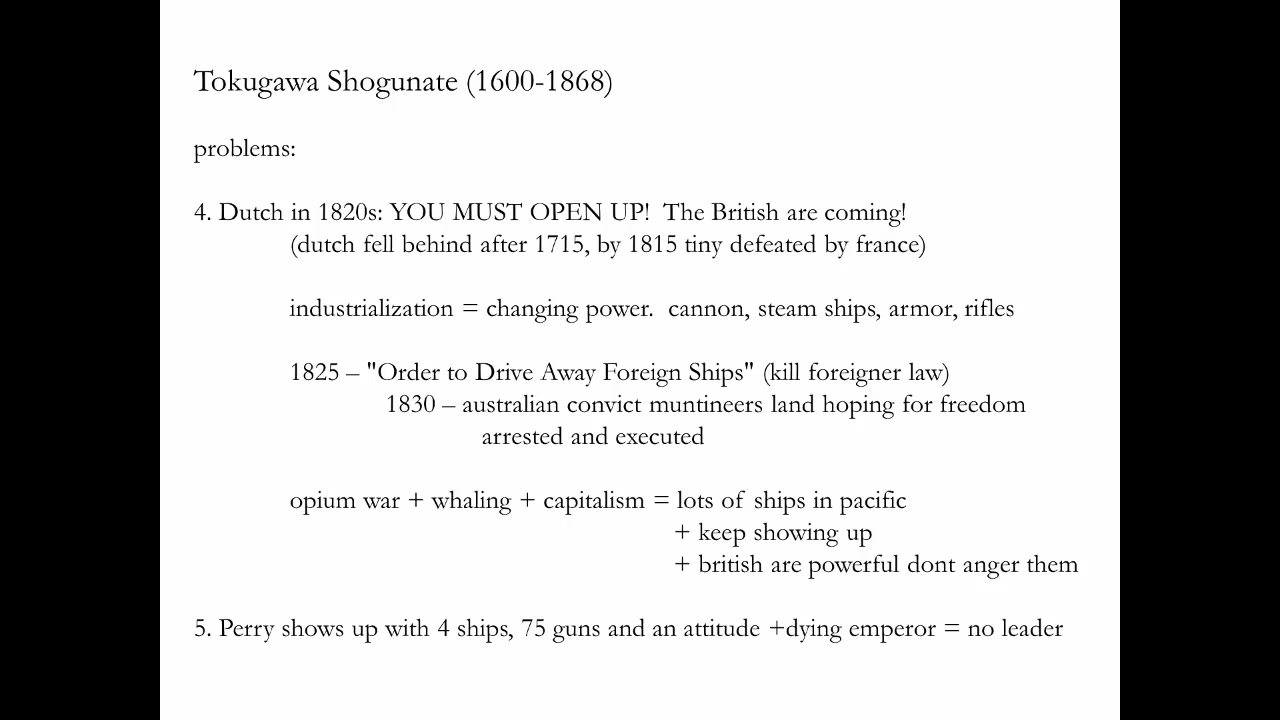 Tokugawa Shogunate (1600-1868)
problems:
4. Dutch in 1820s: YOU MUST OPEN UP!  The British are coming!
(dutch fell behind after 1715, by 1815 tiny defeated by france)
industrialization = changing power.  cannon, steam ships, armor, rifles
1825 – "Order to Drive Away Foreign Ships" (kill foreigner law)
1830 – australian convict muntineers land hoping for freedom
arrested and executed
opium war + whaling + capitalism = lots of ships in pacific
+ keep showing up
+ british are powerful dont anger them
5. Perry shows up with 4 ships, 75 guns and an attitude +dying emperor = no leader